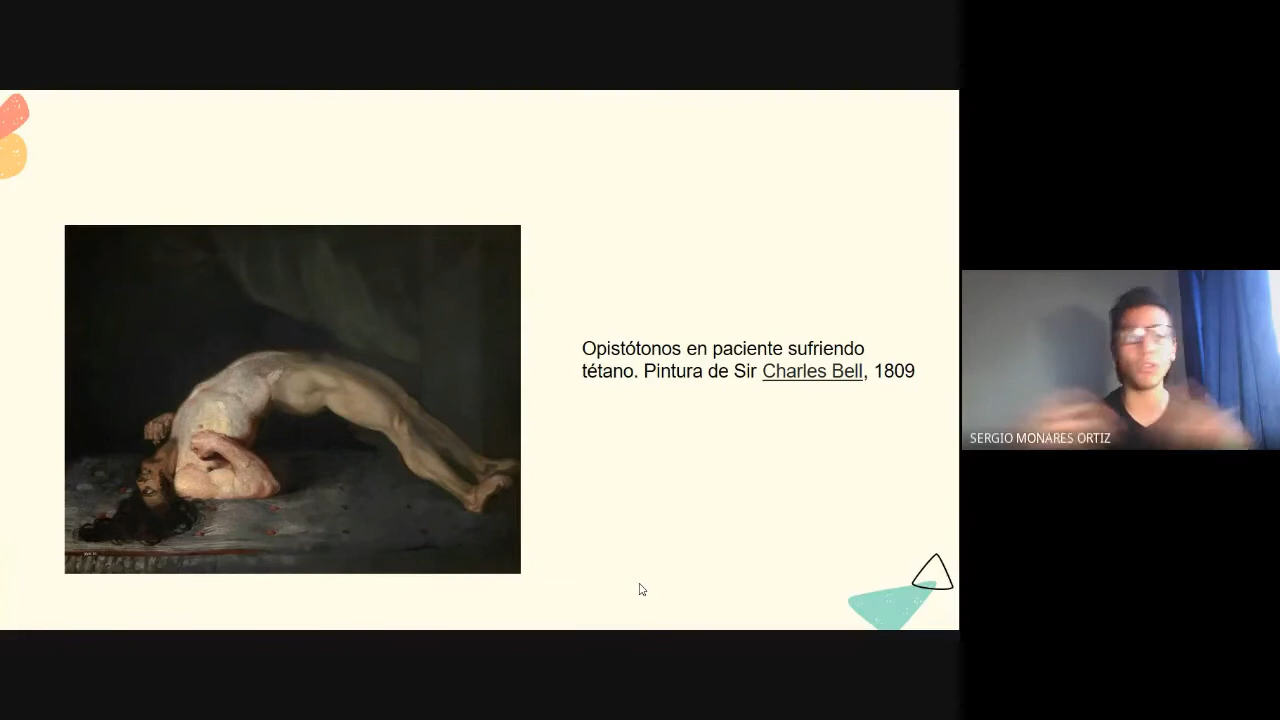 Opistótonos en paciente sufriendo
tétano. Pintura de Sir Charles Bell, 1809
SERGIO MONARES ORTIZ